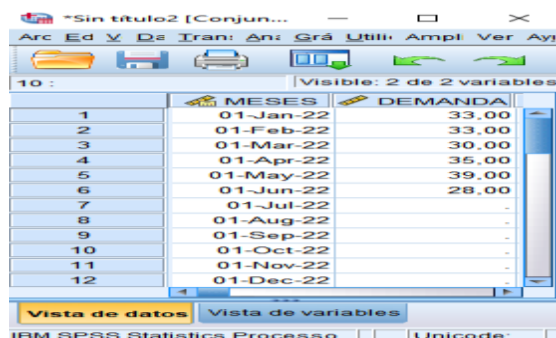 *Sin título2 [Conjun...
Arc Ed V Da Tran: Ana Grá Utili Ampl Ver Ayu
10 :
Visible: 2 de 2 variables
MESES DEMANDA
1 01-Jan-22 33,00
2 01-Feb-22 33,00
3 01-Mar-22 30,00
4 01-Apr-22 35,00
5 01-May-22 39,00
6 01-Jun-22 28,00
7 01-Jul-22 .
8 01-Aug-22 .
9 01-Sep-22 .
10 01-Oct-22 .
11 01-Nov-22 .
12 01-Dec-22 .
Vista de datos Vista de variables
IBM SPSS Statistics Processo Unicode: